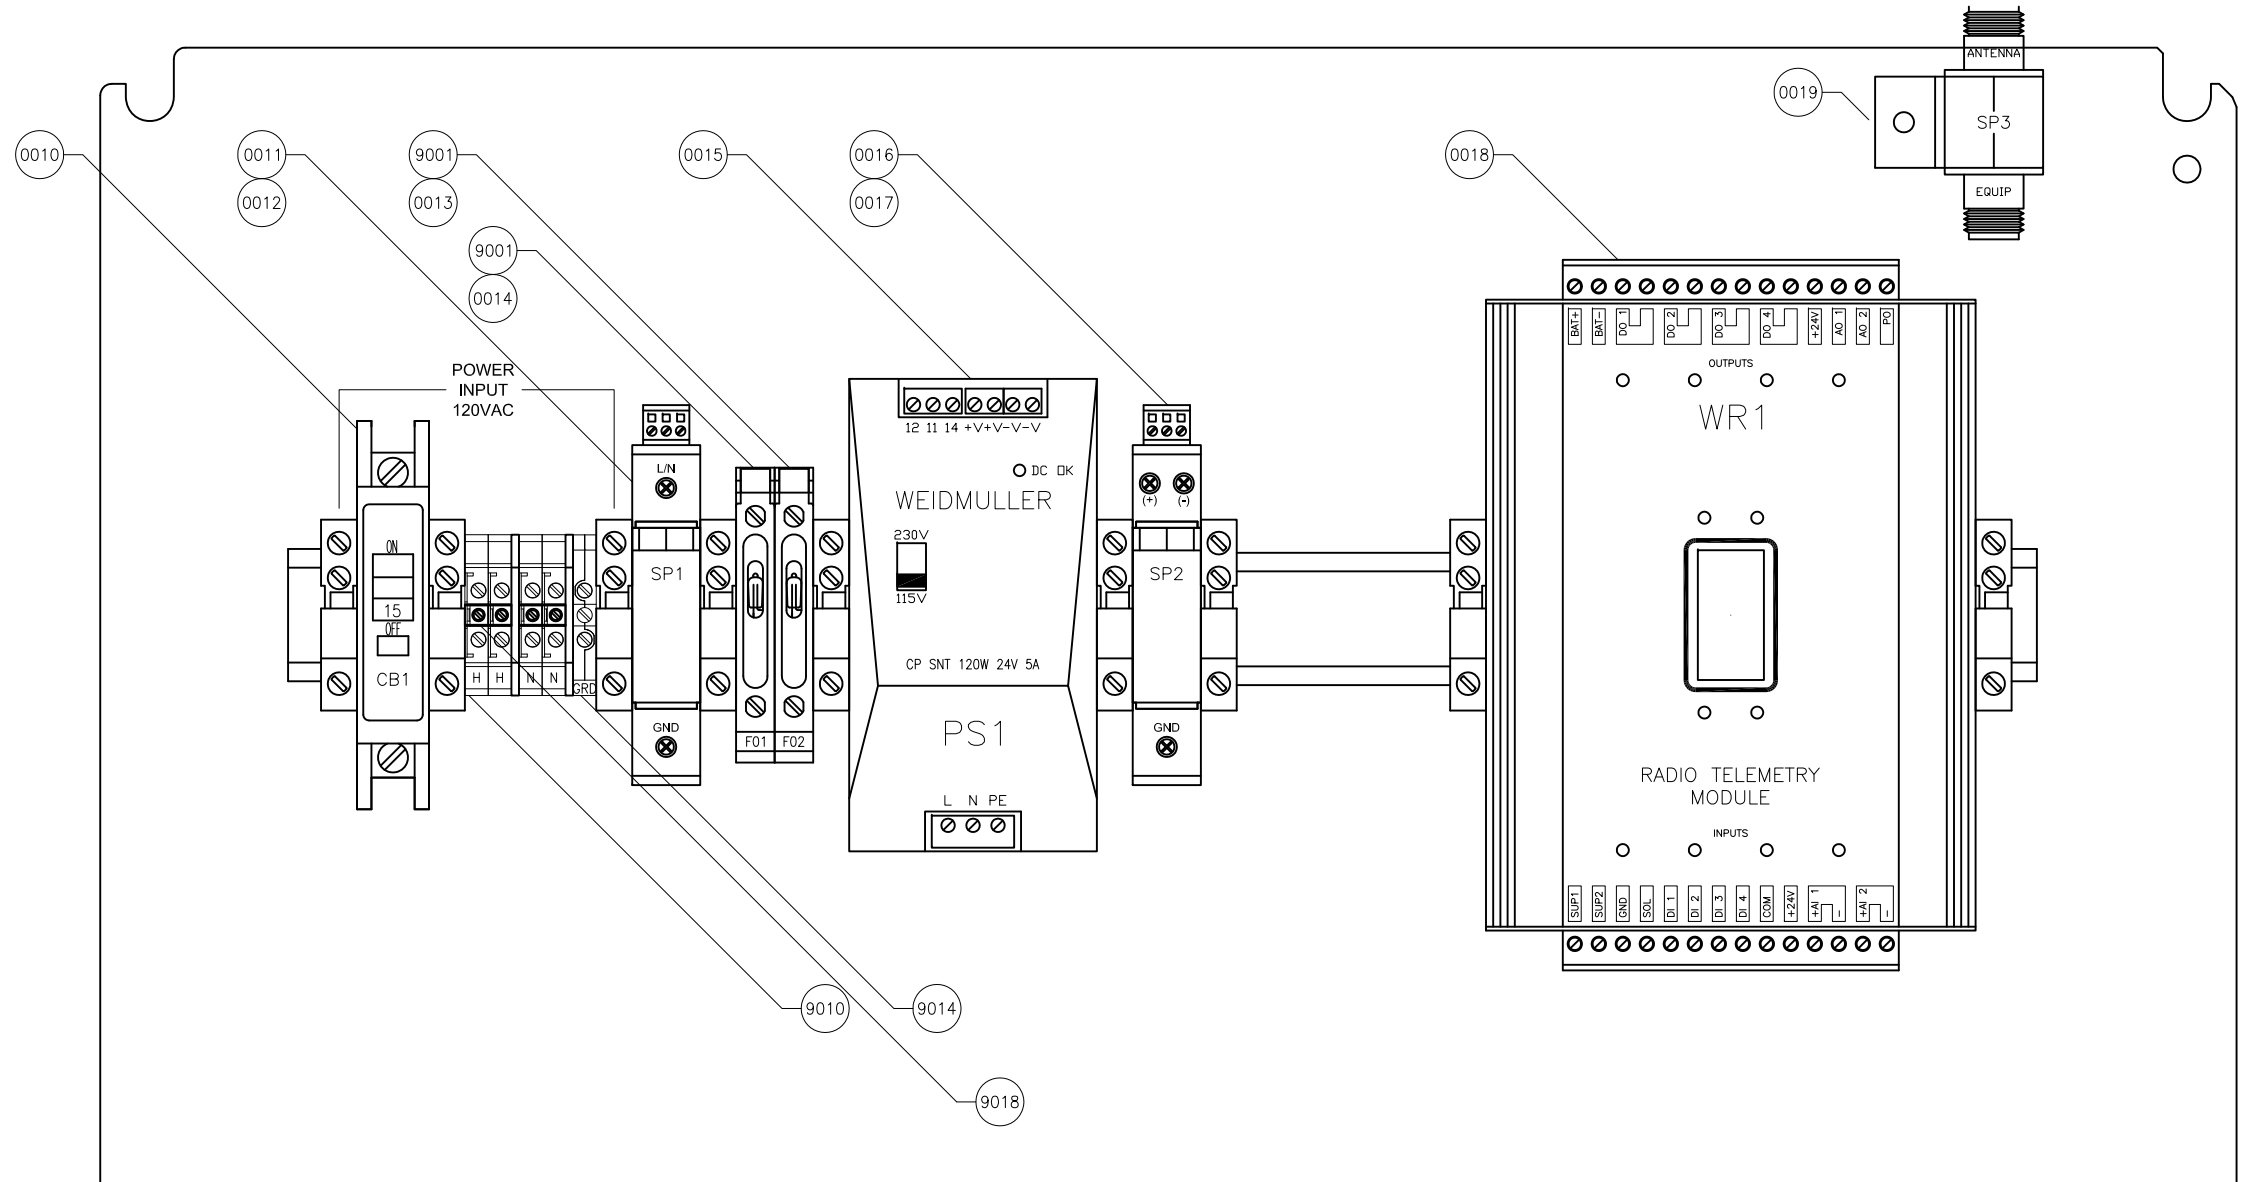 ANTENNA
0019
SP3
EQUIP
0010
0011
9001
0015
0016
0018
0012
0013
0017
9001
0014
BAT+
BAT-
DO 1
DO 2
DO 3
DO 4
+24V
AO 1
AO 2
PO
OUTPUTS
WR1
POWER
INPUT
120VAC
12 11 14 +V+V-V-V
L/N
DC OK
WEIDMULLER
(+) (-)
230V
ON
SP1
SP2
115V
15
OFF
CP SNT 120W 24V 5A
CB1
H H N N
GRD
GND
GND
PS1
F01 F02
RADIO TELEMETRY
MODULE
L N PE
INPUTS
SUP1
SUP2
GND
SOL
DI 1
DI 2
DI 3
DI 4
COM
+24V
+AI 1
-
+AI 2
-
9010
9014
9018